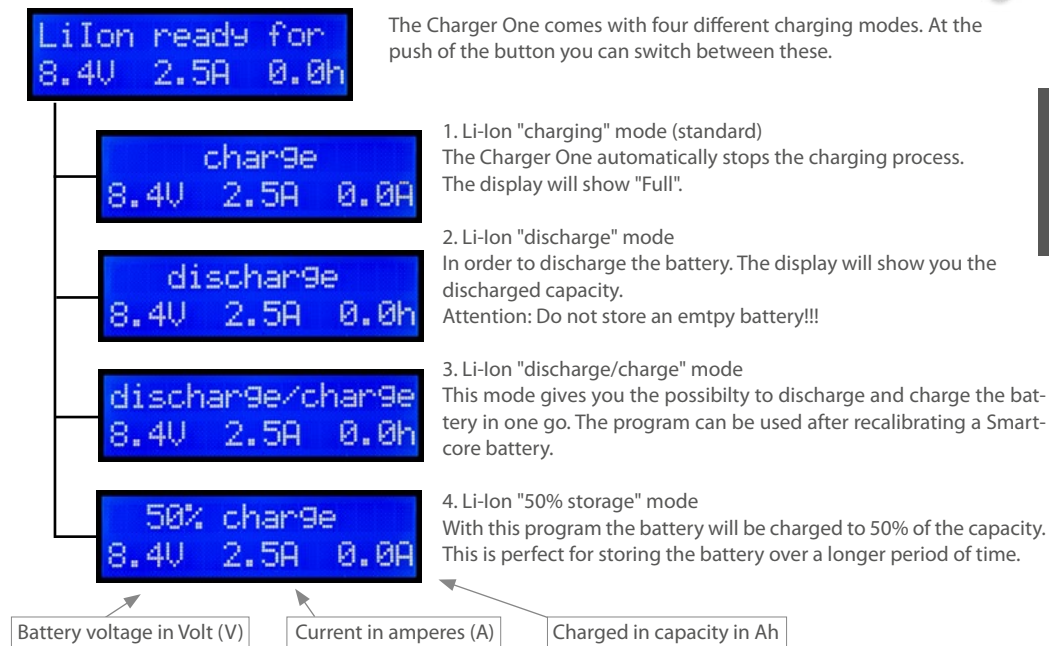 LiIon ready for
8.4V 2.5A 0.0h
The Charger One comes with four different charging modes. At the
push of the button you can switch between these.
charge
8.4V 2.5A 0.0A
1. Li-Ion "charging" mode (standard)
The Charger One automatically stops the charging process.
The display will show "Full".
discharge
8.4V 2.5A 0.0h
2. Li-Ion "discharge" mode
In order to discharge the battery. The display will show you the
discharged capacity.
Attention: Do not store an emtpy battery!!!
discharge/charge
8.4V 2.5A 0.0h
3. Li-Ion "discharge/charge" mode
This mode gives you the possibilty to discharge and charge the bat-
tery in one go. The program can be used after recalibrating a Smart-
core battery.
50% charge
8.4V 2.5A 0.0A
4. Li-Ion "50% storage" mode
With this program the battery will be charged to 50% of the capacity.
This is perfect for storing the battery over a longer period of time.
Battery voltage in Volt (V)
Current in amperes (A)
Charged in capacity in Ah